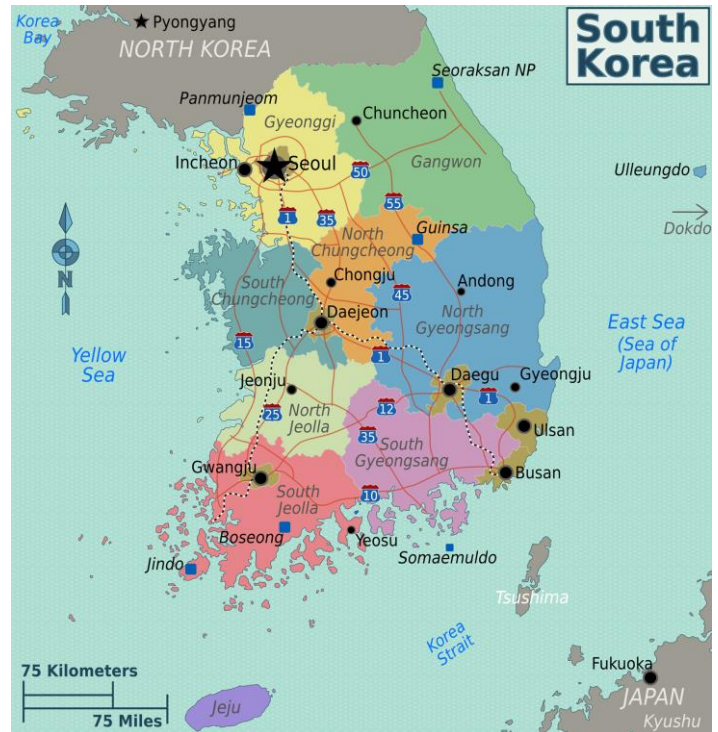 Korea
Bay
Pyongyang
NORTH KOREA
South
Korea
Seoraksan NP
Panmunjeom
Gyeonggi
Chuncheon
Incheon
Seoul
Gangwon
50
Ulleungdo
55
1
35
Dokdo
North
Chungcheong
Guinsa
N
South
Chungcheong
Chongju
45
Andong
Daejeon
North
Gyeongsang
East Sea
(Sea of
Japan)
15
Yellow
Sea
1
Jeonju
Daegu
Gyeongju
1
25
North
Jeolla
12
35
South
Gyeongsang
Ulsan
Gwangju
Busan
South
Jeolla
10
Boseong
Yeosu
Somaemuldo
Jindo
Tsushima
Korea
Strait
75 Kilometers
75 Miles
Jeju
Fukuoka
JAPAN
Kyushu